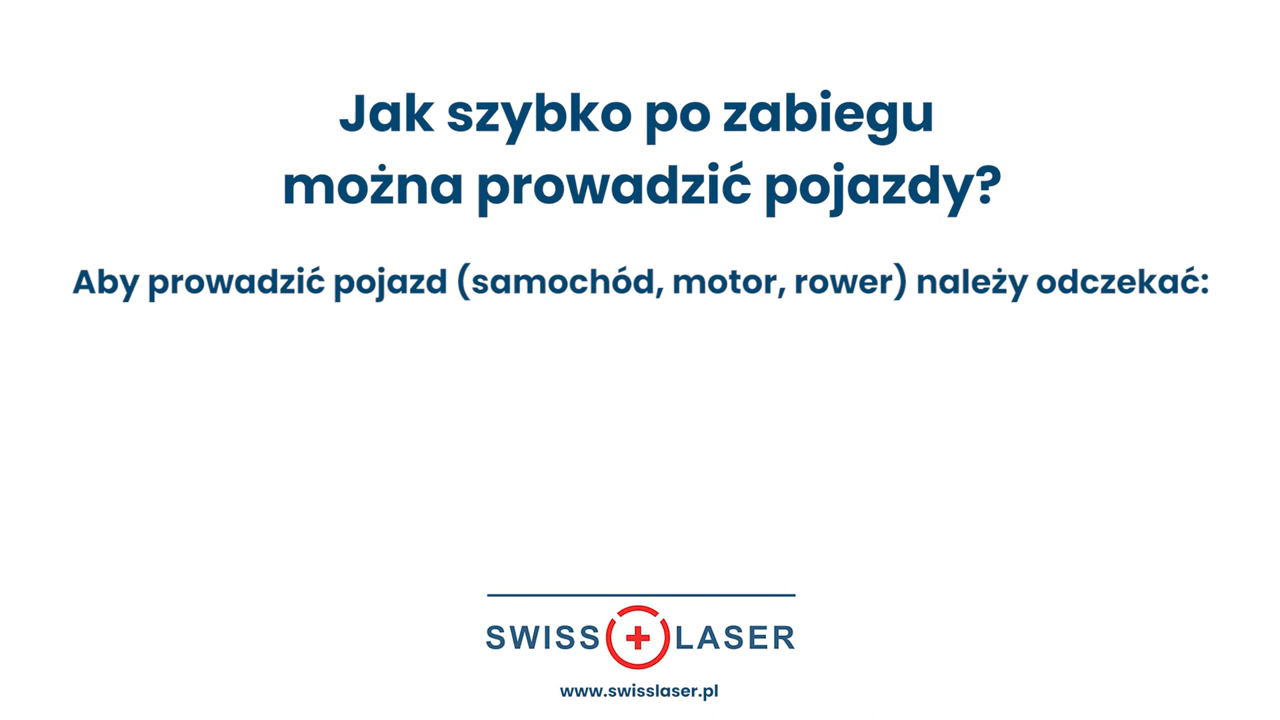 Jak szybko po zabiegu
można prowadzić pojazdy?
Aby prowadzić pojazd (samochód, motor, rower) należy odczekać:
SWISS LASER
www.swisslaser.pl